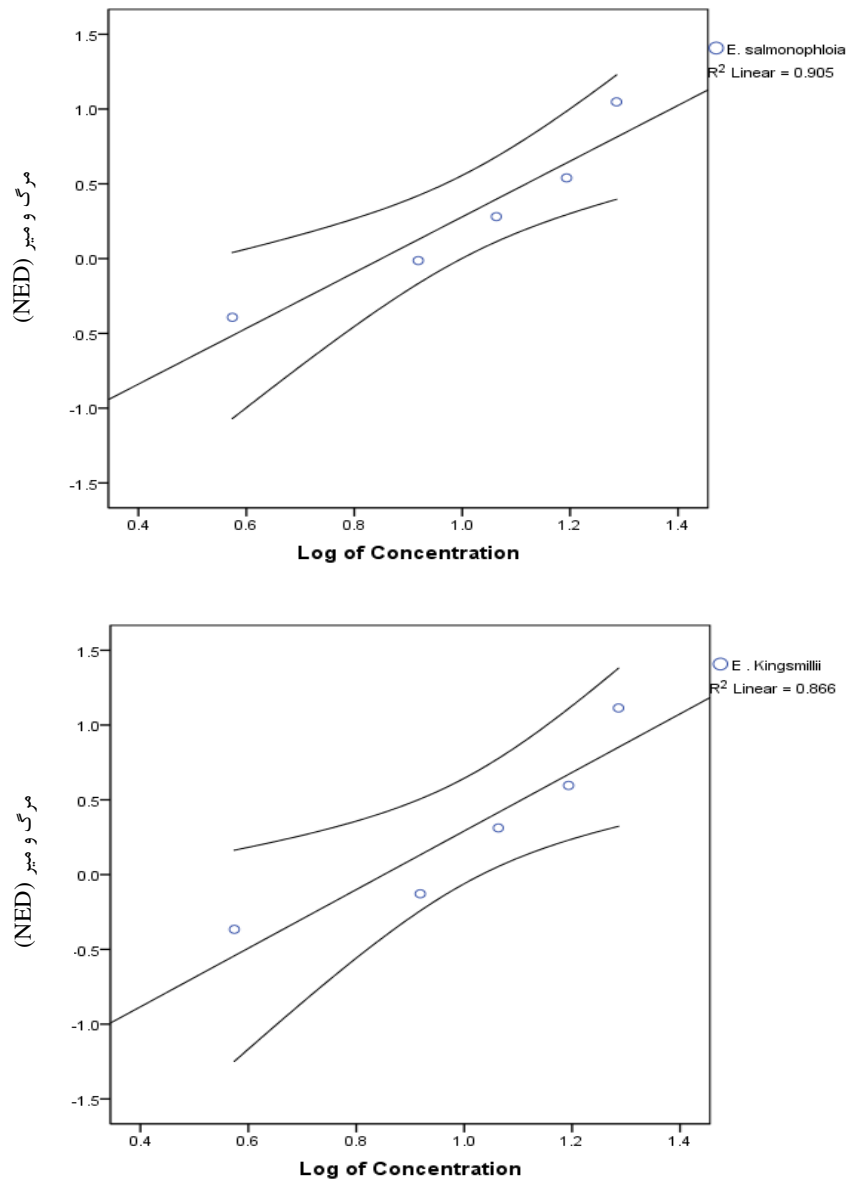 1.5
1.0
0.5
0.0
-0.5
-1.0
-1.5
مرگ و میر (NED)
0.4 0.6 0.8 1.0 1.2 1.4
Log of Concentration
E. salmonophloia
R² Linear = 0.905
1.5
1.0
0.5
0.0
-0.5
-1.0
-1.5
مرگ و میر (NED)
0.4 0.6 0.8 1.0 1.2 1.4
Log of Concentration
E . Kingsmillii
R² Linear = 0.866